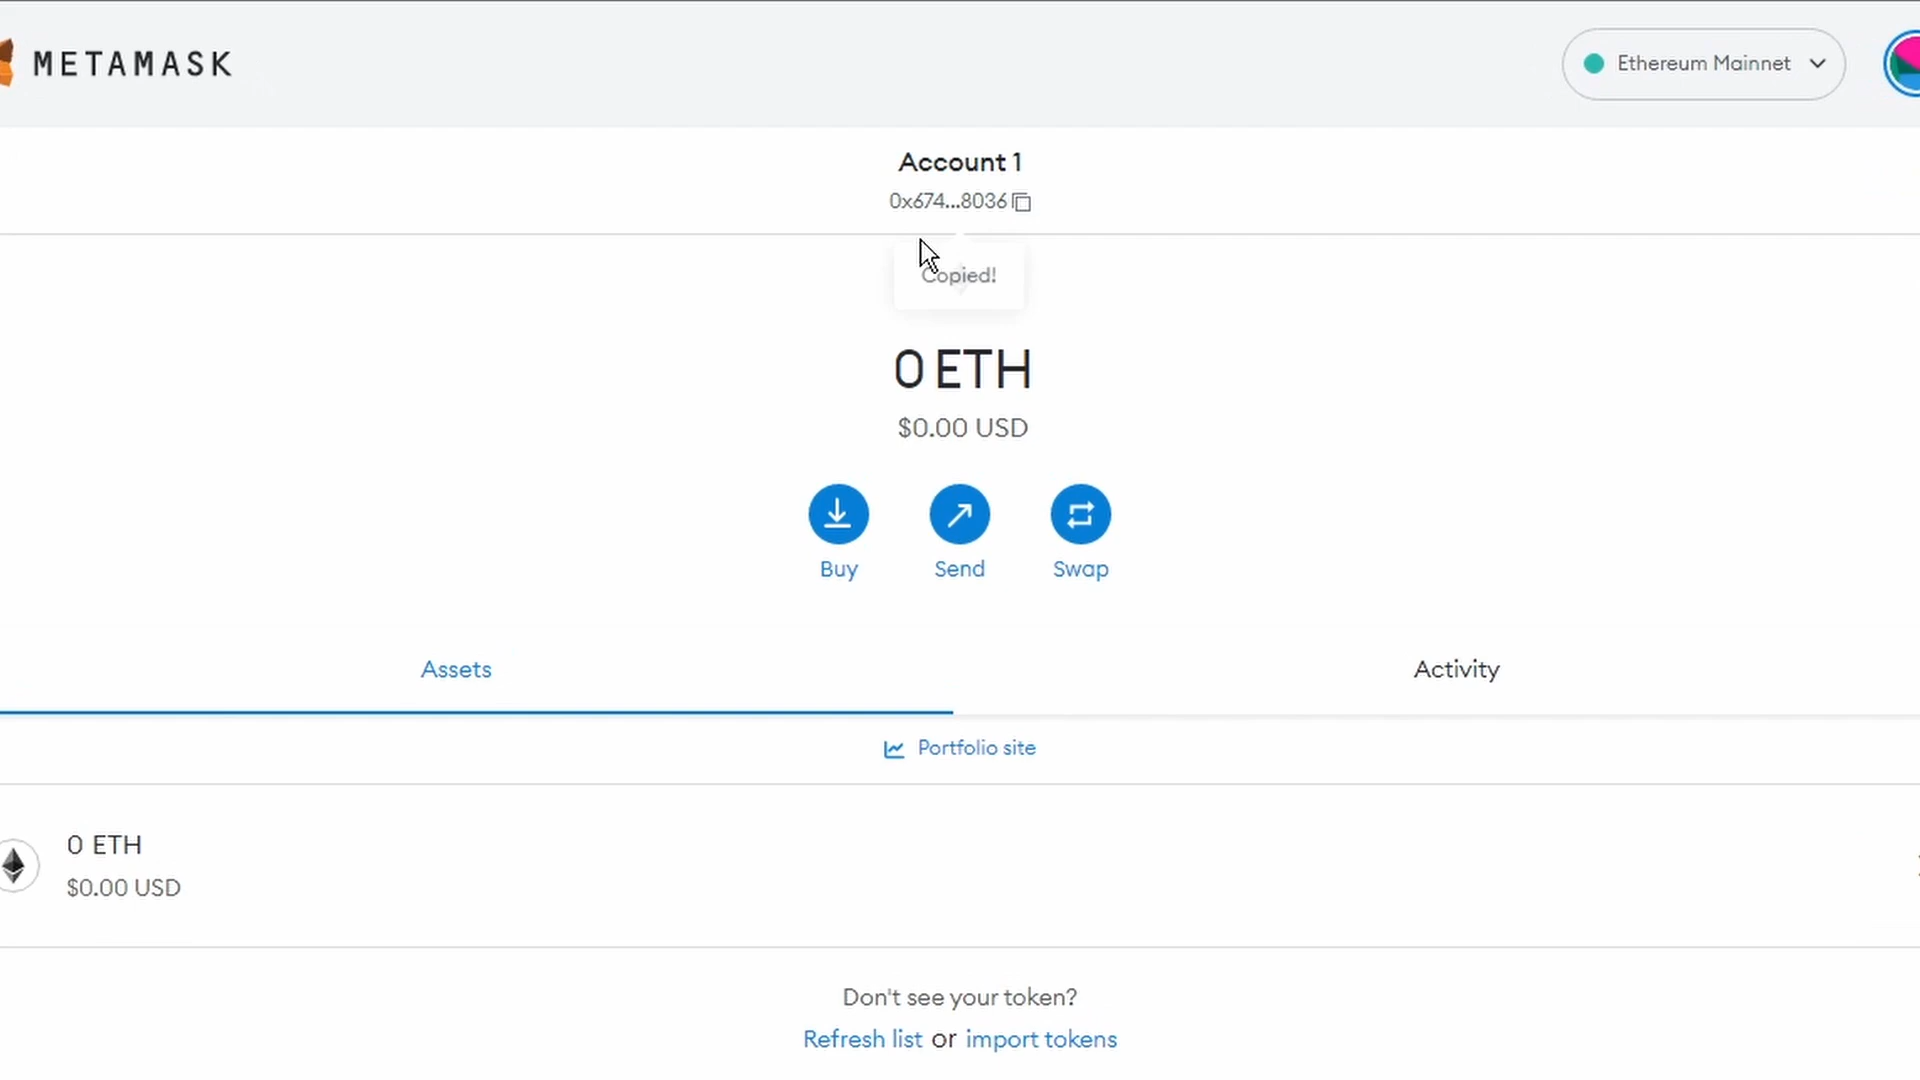 METAMASK
Ethereum Mainnet
Account 1
0x674...8036
Copied!
0 ETH
$0.00 USD
Buy
Send
Swap
Assets
Activity
Portfolio site
0 ETH
$0.00 USD
Don't see your token?
Refresh list or import tokens